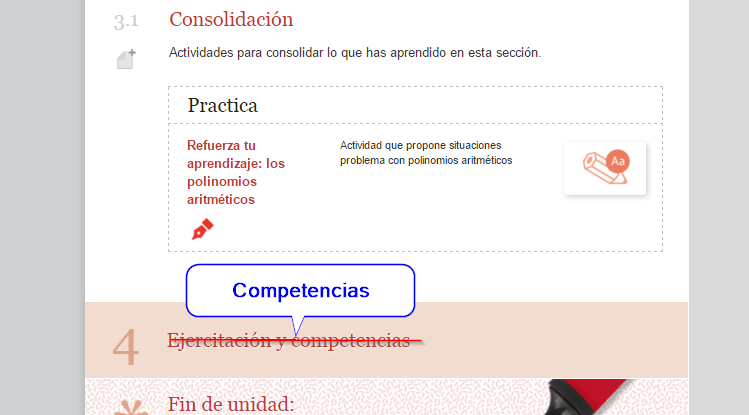 3.1 Consolidación
Actividades para consolidar lo que has aprendido en esta sección.
Practica
Refuerza tu
aprendizaje: los
polinomios
aritméticos
Actividad que propone situaciones
problema con polinomios aritméticos
Aa
Competencias
4 Ejercitación y competencias
* Fin de unidad: